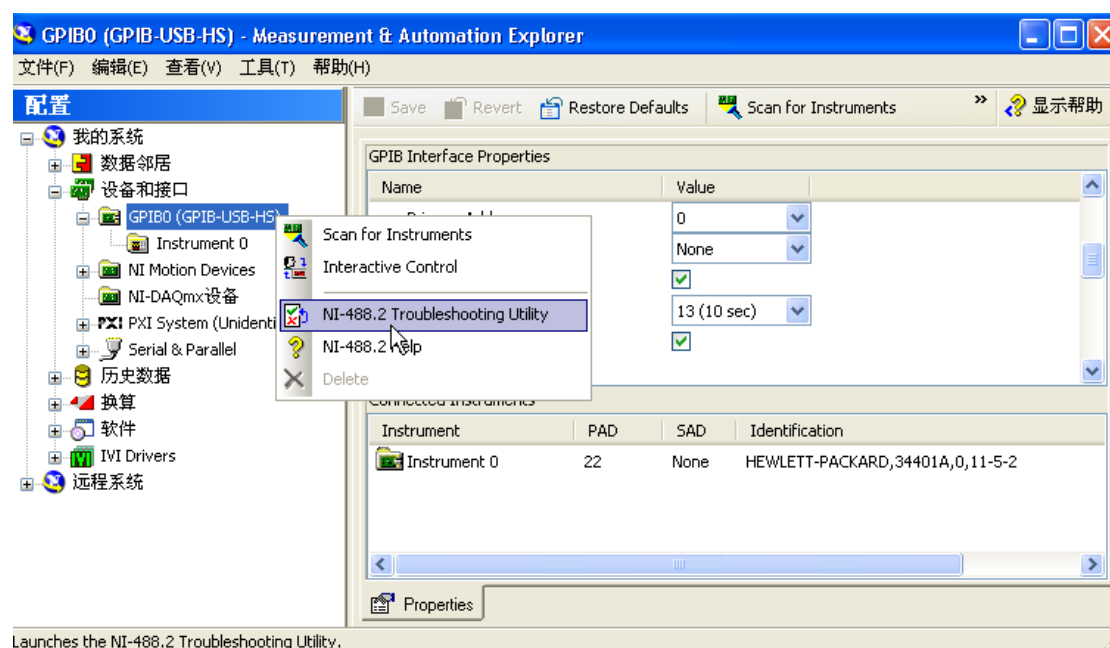 GPIB0 (GPIB-USB-HS) - Measurement & Automation Explorer
文件(F) 编辑(E) 查看(V) 工具(T) 帮助(H)
配置
Save Revert Restore Defaults Scan for Instruments » 显示帮助
我的系统
数据邻居
设备和接口
GPIB0 (GPIB-USB-HS)
Instrument 0
NI Motion Devices
NI-DAQmx设备
PXI PXI System (Unidenti
Serial & Parallel
历史数据
换算
软件
IVI Drivers
远程系统
Scan for Instruments
Interactive Control
NI-488.2 Troubleshooting Utility
NI-488.2 Help
Delete
GPIB Interface Properties
Name Value
0
None
13 (10 sec)
Connected Instruments
Instrument PAD SAD Identification
Instrument 0 22 None HEWLETT-PACKARD,34401A,0,11-5-2
Properties
Launches the NI-488.2 Troubleshooting Utility.